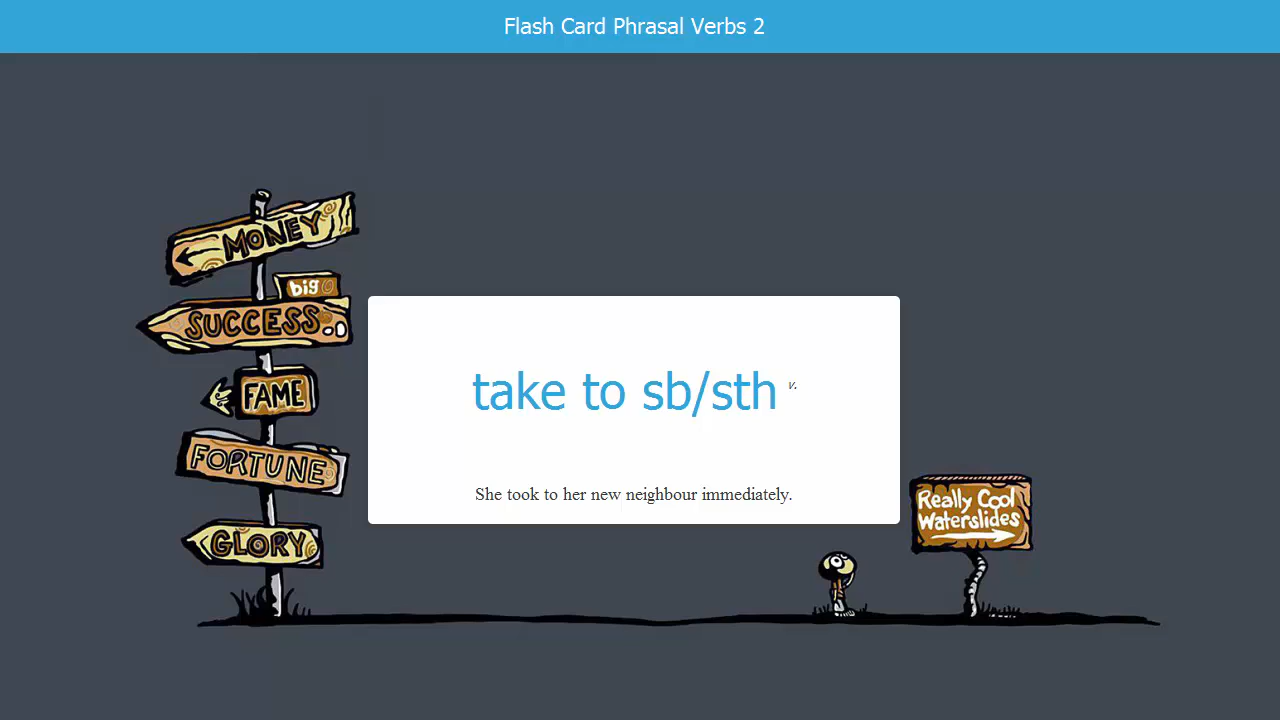 Flash Card Phrasal Verbs 2
MONEY
big
SUCCESS
FAME
FORTUNE
GLORY
take to sb/sth v.
She took to her new neighbour immediately.
Really Cool
Waterslides